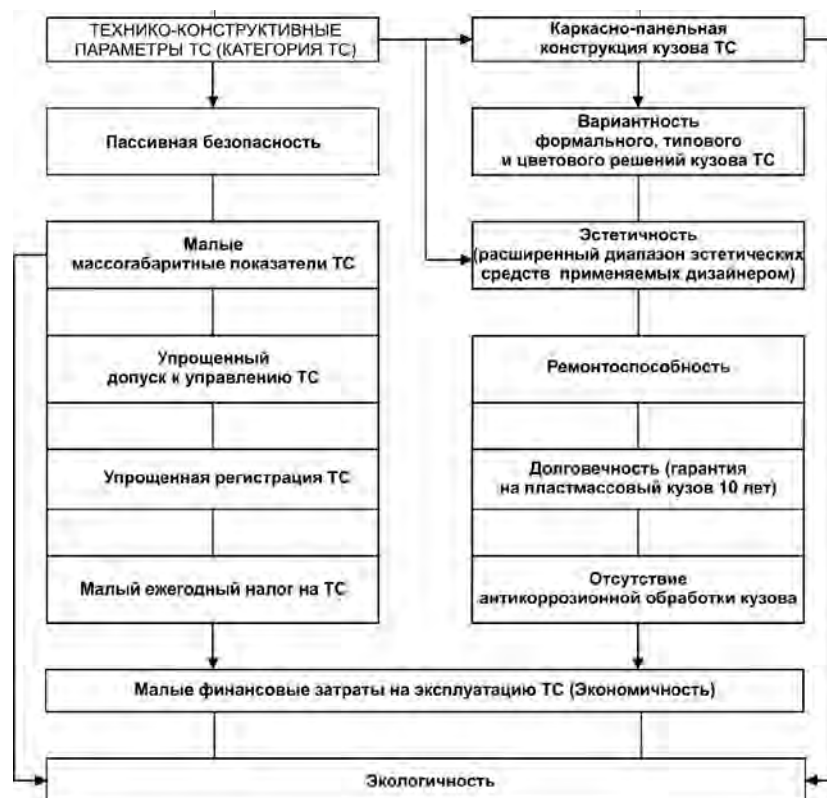 ТЕХНИКО-КОНСТРУКТИВНЫЕ
ПАРАМЕТРЫ ТС (КАТЕГОРИЯ ТС)
Каркасно-панельная
конструкция кузова ТС
Пассивная безопасность
Вариантность
формального, типового
и цветового решений кузова ТС
Малые
массогабаритные показатели ТС
Эстетичность
(расширенный диапазон эстетических
средств применяемых дизайнером)
Упрощенный
допуск к управлению ТС
Ремонтоспособность
Упрощенная регистрация ТС
Долговечность (гарантия
на пластмассовый кузов 10 лет)
Малый ежегодный налог на ТС
Отсутствие
антикоррозионной обработки кузова
Малые финансовые затраты на эксплуатацию ТС (Экономичность)
Экологичность